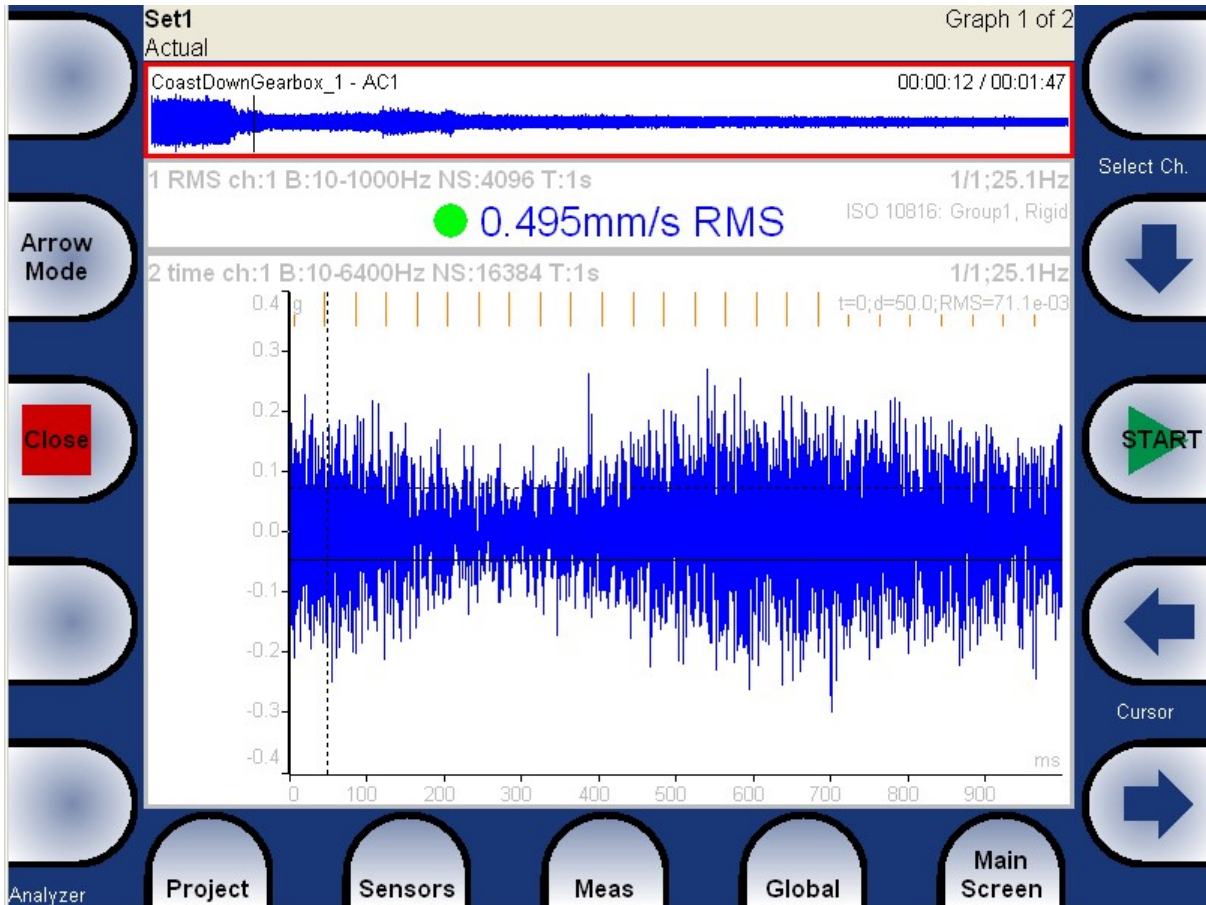 Set1
Graph 1 of 2
Actual
CoastDownGearbox_1 - AC1
00:00:12 / 00:01:47
Select Ch.
1 RMS ch:1 B:10-1000Hz NS:4096 T:1s
1/1;25.1Hz
0.495mm/s RMS
ISO 10816: Group1, Rigid
Arrow
Mode
2 time ch:1 B:10-6400Hz NS:16384 T:1s
1/1;25.1Hz
0.4
g
t=0;d=50.0;RMS=71.1e-03
0.3
0.2
Close
START
0.1
0.0
-0.1
-0.2
-0.3
Cursor
-0.4
ms
0 100 200 300 400 500 600 700 800 900
Analyzer
Project
Sensors
Meas
Global
Main
Screen